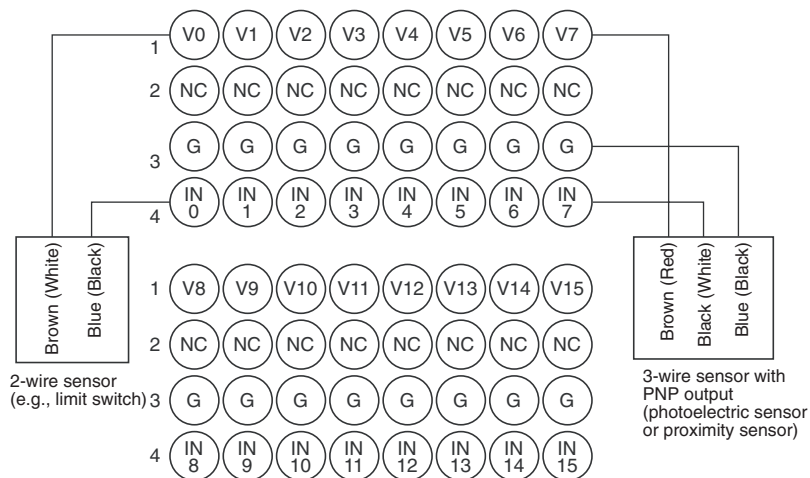 1 V0 V1 V2 V3 V4 V5 V6 V7
2 NC NC NC NC NC NC NC NC
3 G G G G G G G G
4 IN 0 IN 1 IN 2 IN 3 IN 4 IN 5 IN 6 IN 7
Brown (White)
Blue (Black)
2-wire sensor
(e.g., limit switch)
Brown (Red)
Black (White)
Blue (Black)
3-wire sensor with
PNP output
(photoelectric sensor
or proximity sensor)
1 V8 V9 V10 V11 V12 V13 V14 V15
2 NC NC NC NC NC NC NC NC
3 G G G G G G G G
4 IN 8 IN 9 IN 10 IN 11 IN 12 IN 13 IN 14 IN 15